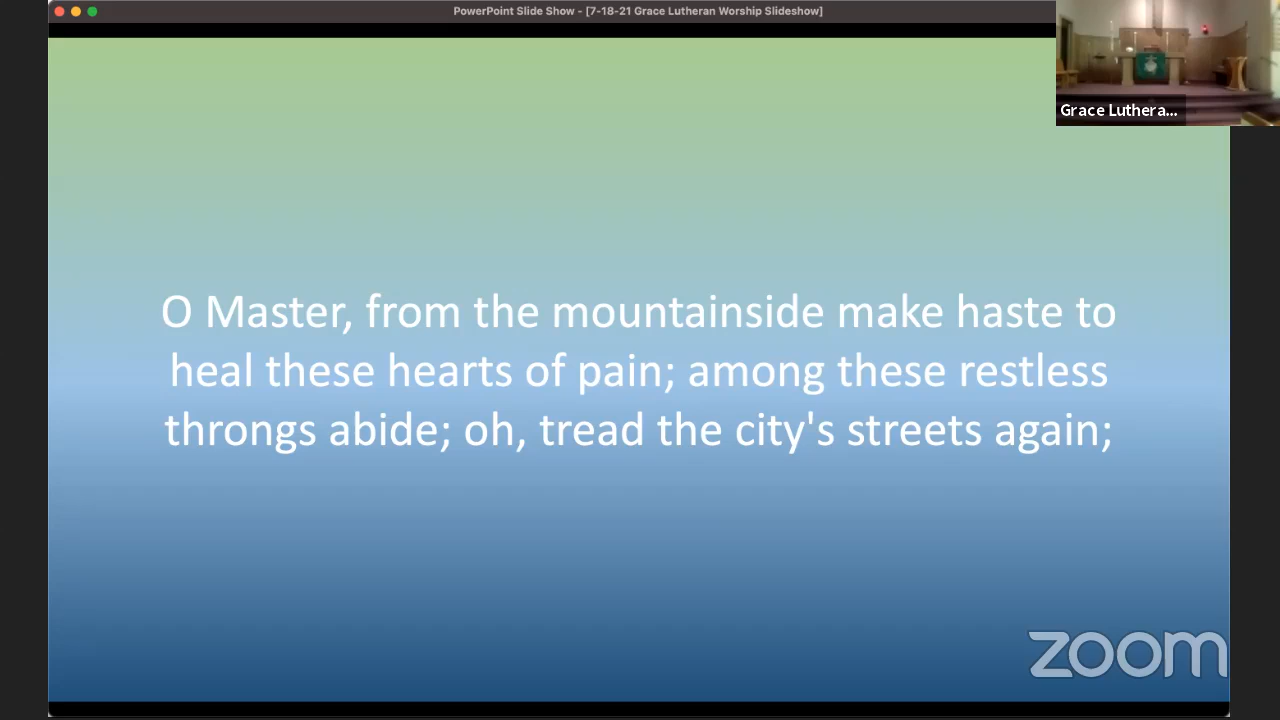 PowerPoint Slide Show - [7-18-21 Grace Lutheran Worship Slideshow]
Grace Luthera...
O Master, from the mountainside make haste to
heal these hearts of pain; among these restless
throngs abide; oh, tread the city's streets again;
zoom